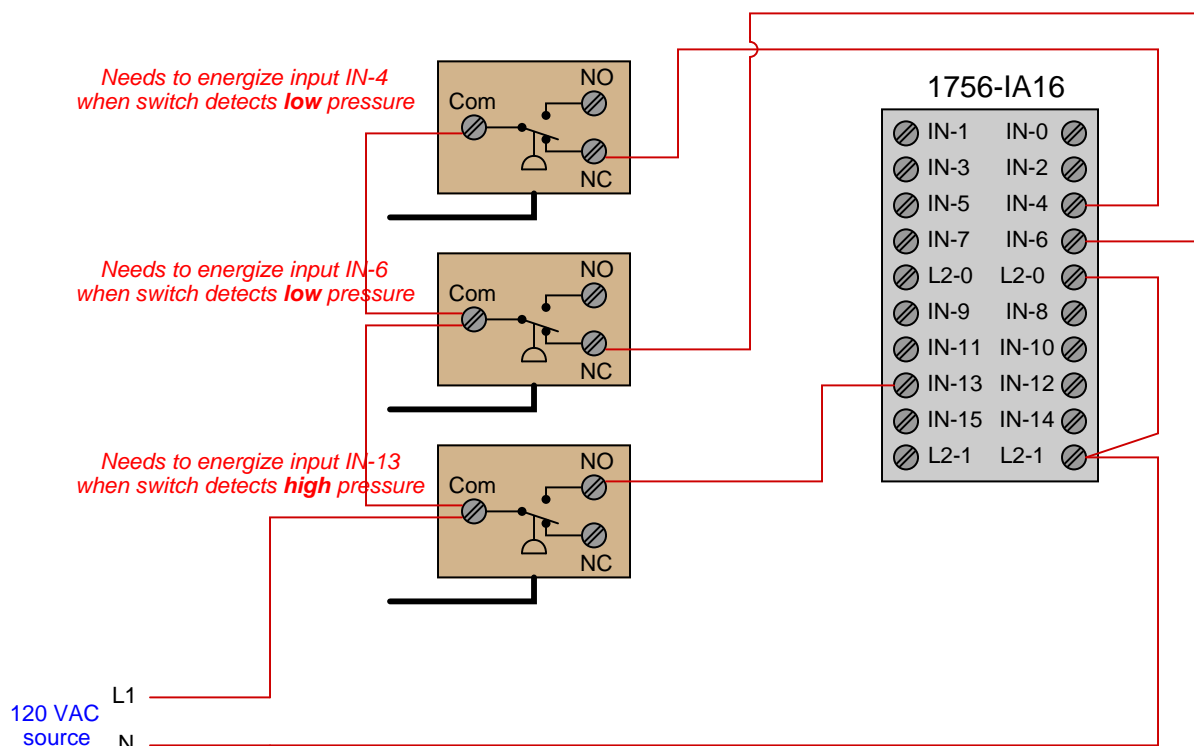 Needs to energize input IN-4
when switch detects low pressure
Com
NO
NC
Needs to energize input IN-6
when switch detects low pressure
Com
NO
NC
Needs to energize input IN-13
when switch detects high pressure
Com
NO
NC
1756-IA16
IN-1 IN-0
IN-3 IN-2
IN-5 IN-4
IN-7 IN-6
L2-0 L2-0
IN-9 IN-8
IN-11 IN-10
IN-13 IN-12
IN-15 IN-14
L2-1 L2-1
L1
120 VAC
source
N